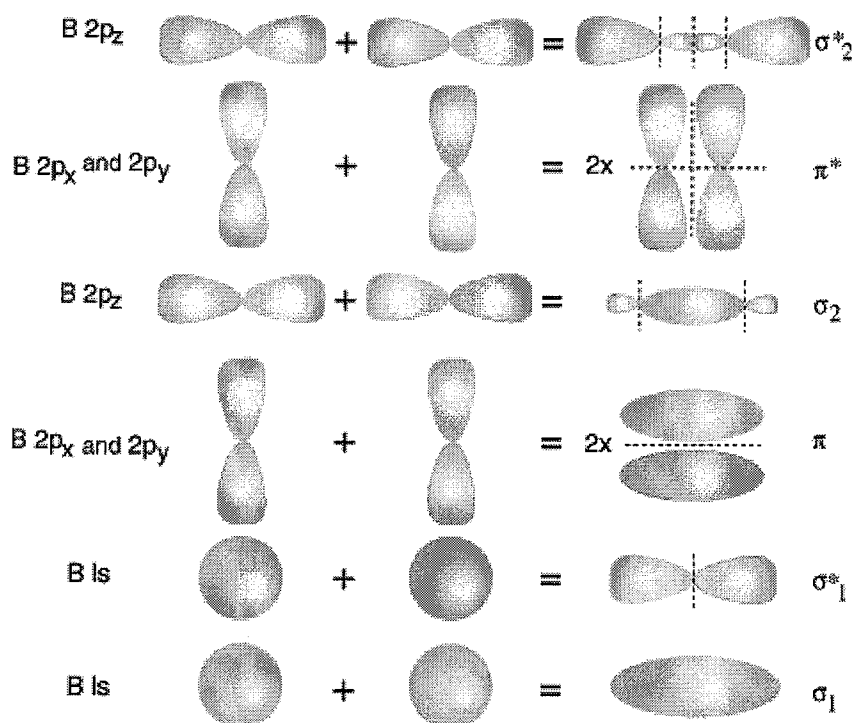 B 2pz + = σ*2
B 2px and 2py + = 2x π*
B 2pz + = σ2
B 2px and 2py + = 2x π
B ls + = σ*1
B ls + = σ1